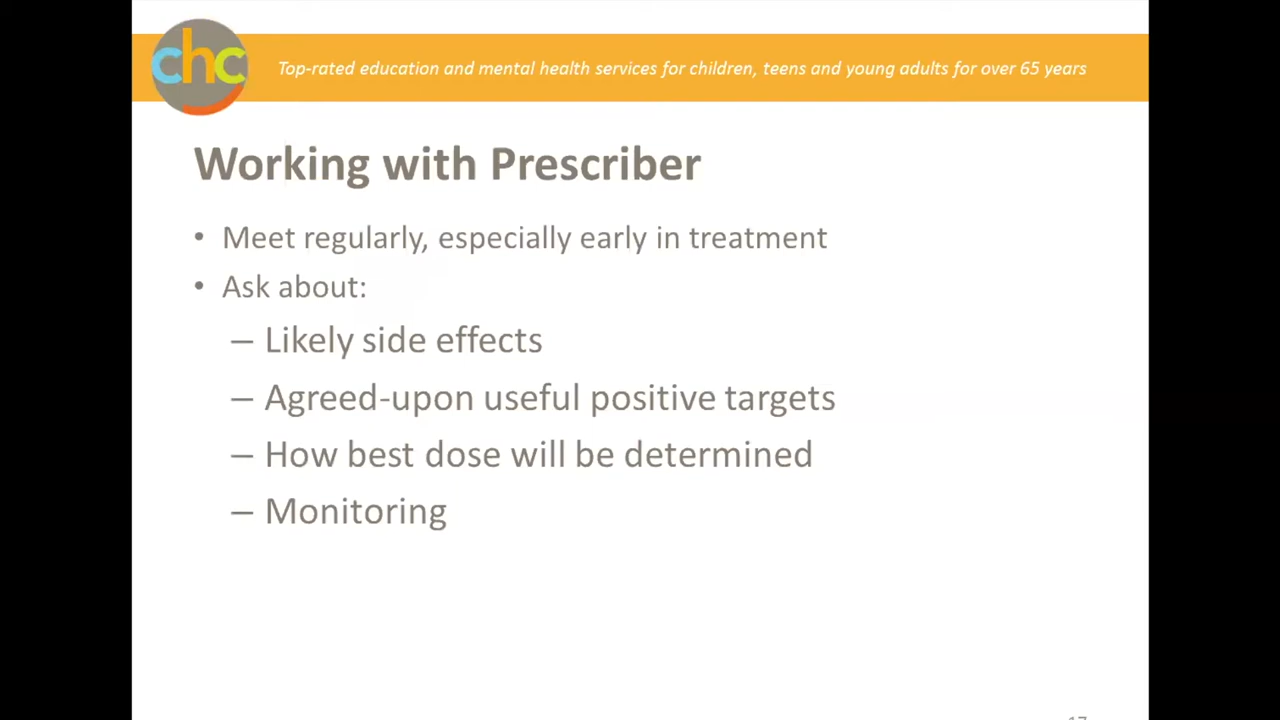 chc
Top-rated education and mental health services for children, teens and young adults for over 65 years
Working with Prescriber
• Meet regularly, especially early in treatment
• Ask about:
– Likely side effects
– Agreed-upon useful positive targets
– How best dose will be determined
– Monitoring